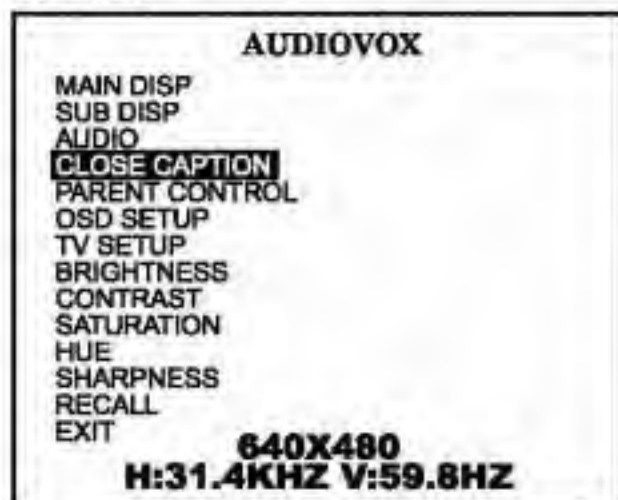 AUDIOVOX
MAIN DISP
SUB DISP
AUDIO
CLOSE CAPTION
PARENT CONTROL
OSD SETUP
TV SETUP
BRIGHTNESS
CONTRAST
SATURATION
HUE
SHARPNESS
RECALL
EXIT
640X480
H:31.4KHZ V:59.8HZ